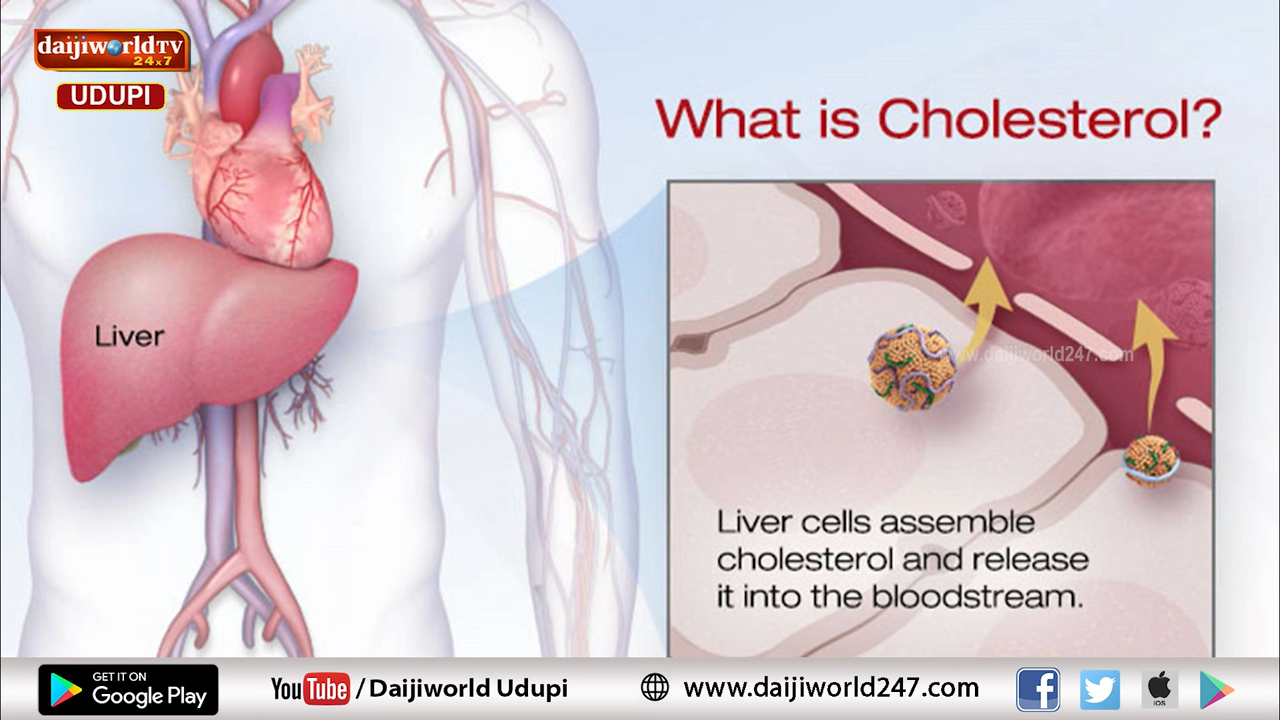 daijiworldTV
24x7
UDUPI
What is Cholesterol?
Liver
www.daijiworld247.com
Liver cells assemble
cholesterol and release
it into the bloodstream.
GET IT ON
Google Play
YouTube /Daijiworld Udupi
www.daijiworld247.com
iOS